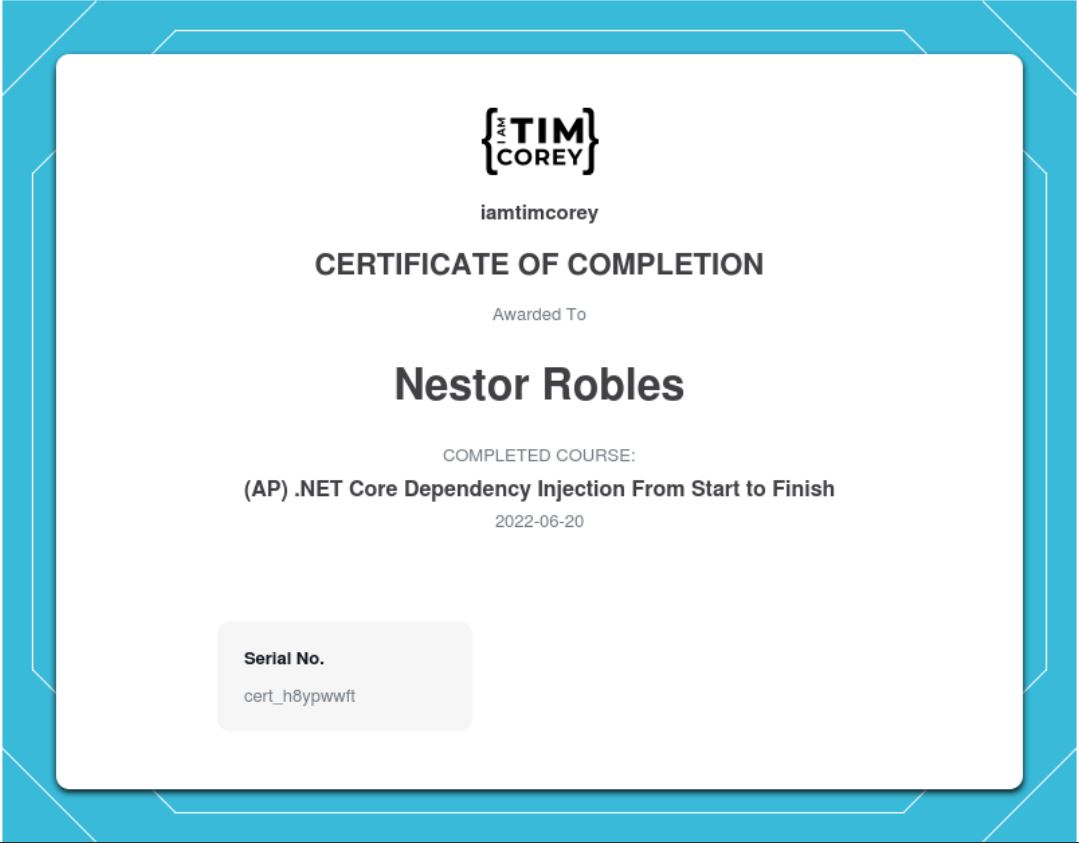 I AM TIM
COREY
iamtimcorey
CERTIFICATE OF COMPLETION
Awarded To
Nestor Robles
COMPLETED COURSE:
(AP) .NET Core Dependency Injection From Start to Finish
2022-06-20
Serial No.
cert_h8ypwwft